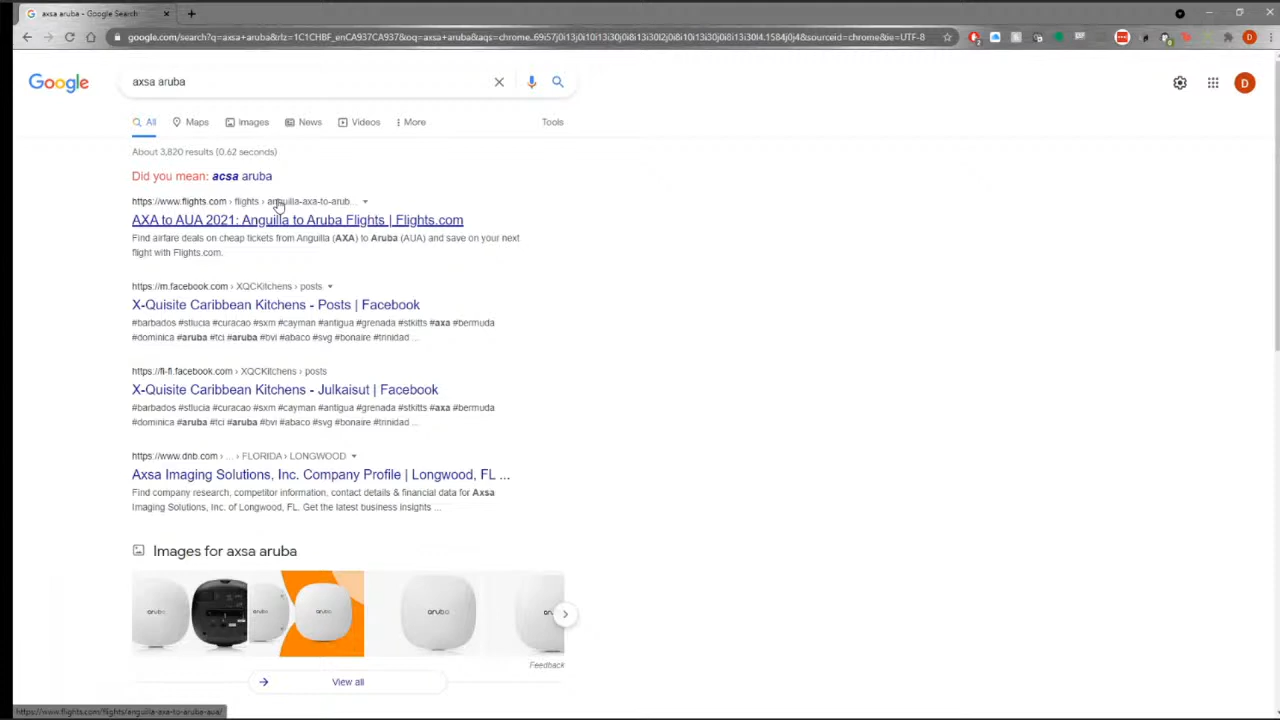 axsa aruba - Google Search
google.com/search?q=axsa+aruba&rlz=1C1CHBF_enCA937CA937&oq=axsa+aruba&aqs=chrome..69i57j0i13j0i10i13i30j0i8i13i30l2j0i8i10i13i30j0i8i13i30l4.1584j0j4&sourceid=chrome&ie=UTF-8
Google
axsa aruba
D
All Maps Images News Videos More Tools
About 3,820 results (0.62 seconds)
Did you mean: acsa aruba
https://www.flights.com › flights › anguilla-axa-to-arub...
AXA to AUA 2021: Anguilla to Aruba Flights | Flights.com
Find airfare deals on cheap tickets from Anguilla (AXA) to Aruba (AUA) and save on your next
flight with Flights.com.
https://m.facebook.com › XQCKitchens › posts
X-Quisite Caribbean Kitchens - Posts | Facebook
#barbados #stlucia #curacao #sxm #cayman #antigua #grenada #stkitts #axa #bermuda
#dominica #aruba #tci #aruba #bvi #abaco #svg #bonaire #trinidad ...
https://fi-fi.facebook.com › XQCKitchens › posts
X-Quisite Caribbean Kitchens - Julkaisut | Facebook
#barbados #stlucia #curacao #sxm #cayman #antigua #grenada #stkitts #axa #bermuda
#dominica #aruba #tci #aruba #bvi #abaco #svg #bonaire #trinidad ...
https://www.dnb.com › ... › FLORIDA › LONGWOOD
Axsa Imaging Solutions, Inc. Company Profile | Longwood, FL ...
Find company research, competitor information, contact details & financial data for Axsa
Imaging Solutions, Inc. of Longwood, FL. Get the latest business insights ...
Images for axsa aruba
aruba aruba aruba aruba
Feedback
View all
https://www.flights.com/flights/anguilla-axa-to-aruba-aua/